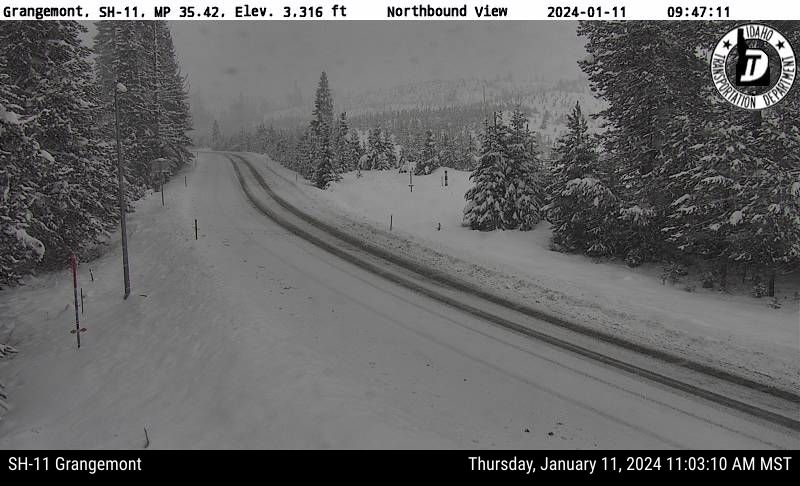 Grangemont, SH-11, MP 35.42, Elev. 3,316 ft Northbound View 2024-01-11 09:47:11
IDAHO
TRANSPORTATION DEPARTMENT
SH-11 Grangemont Thursday, January 11, 2024 11:03:10 AM MST